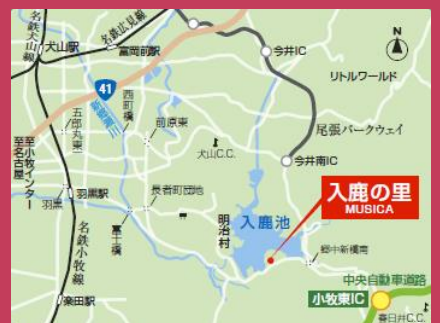 名鉄犬山線
名鉄広見線
犬山駅
富岡前駅
今井IC
N
リトルワールド
41
西町橋
五郎丸東
前原東
尾張パークウェイ
犬山C.C.
至小牧インター
至名古屋
今井南IC
長者町団地
羽黒駅
羽黒
入鹿の里
MUSICA
明治村
入鹿池
富士橋
名鉄小牧線
郷中新橋南
中央自動車道路
小牧東IC
楽田駅
春日井C.C.